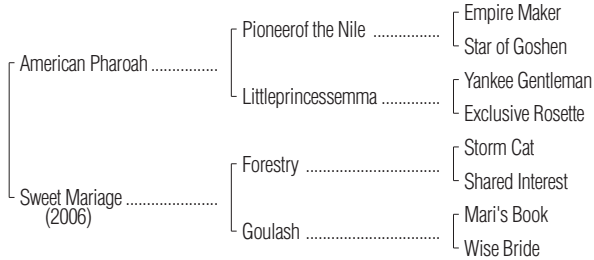 Empire Maker
Pioneerof the Nile ................
Star of Goshen
American Pharoah ................
Yankee Gentleman
Littleprincessemma ..............
Exclusive Rosette
Storm Cat
Forestry ................................
Shared Interest
Sweet Mariage ......................
(2006)
Mari's Book
Goulash ................................
Wise Bride